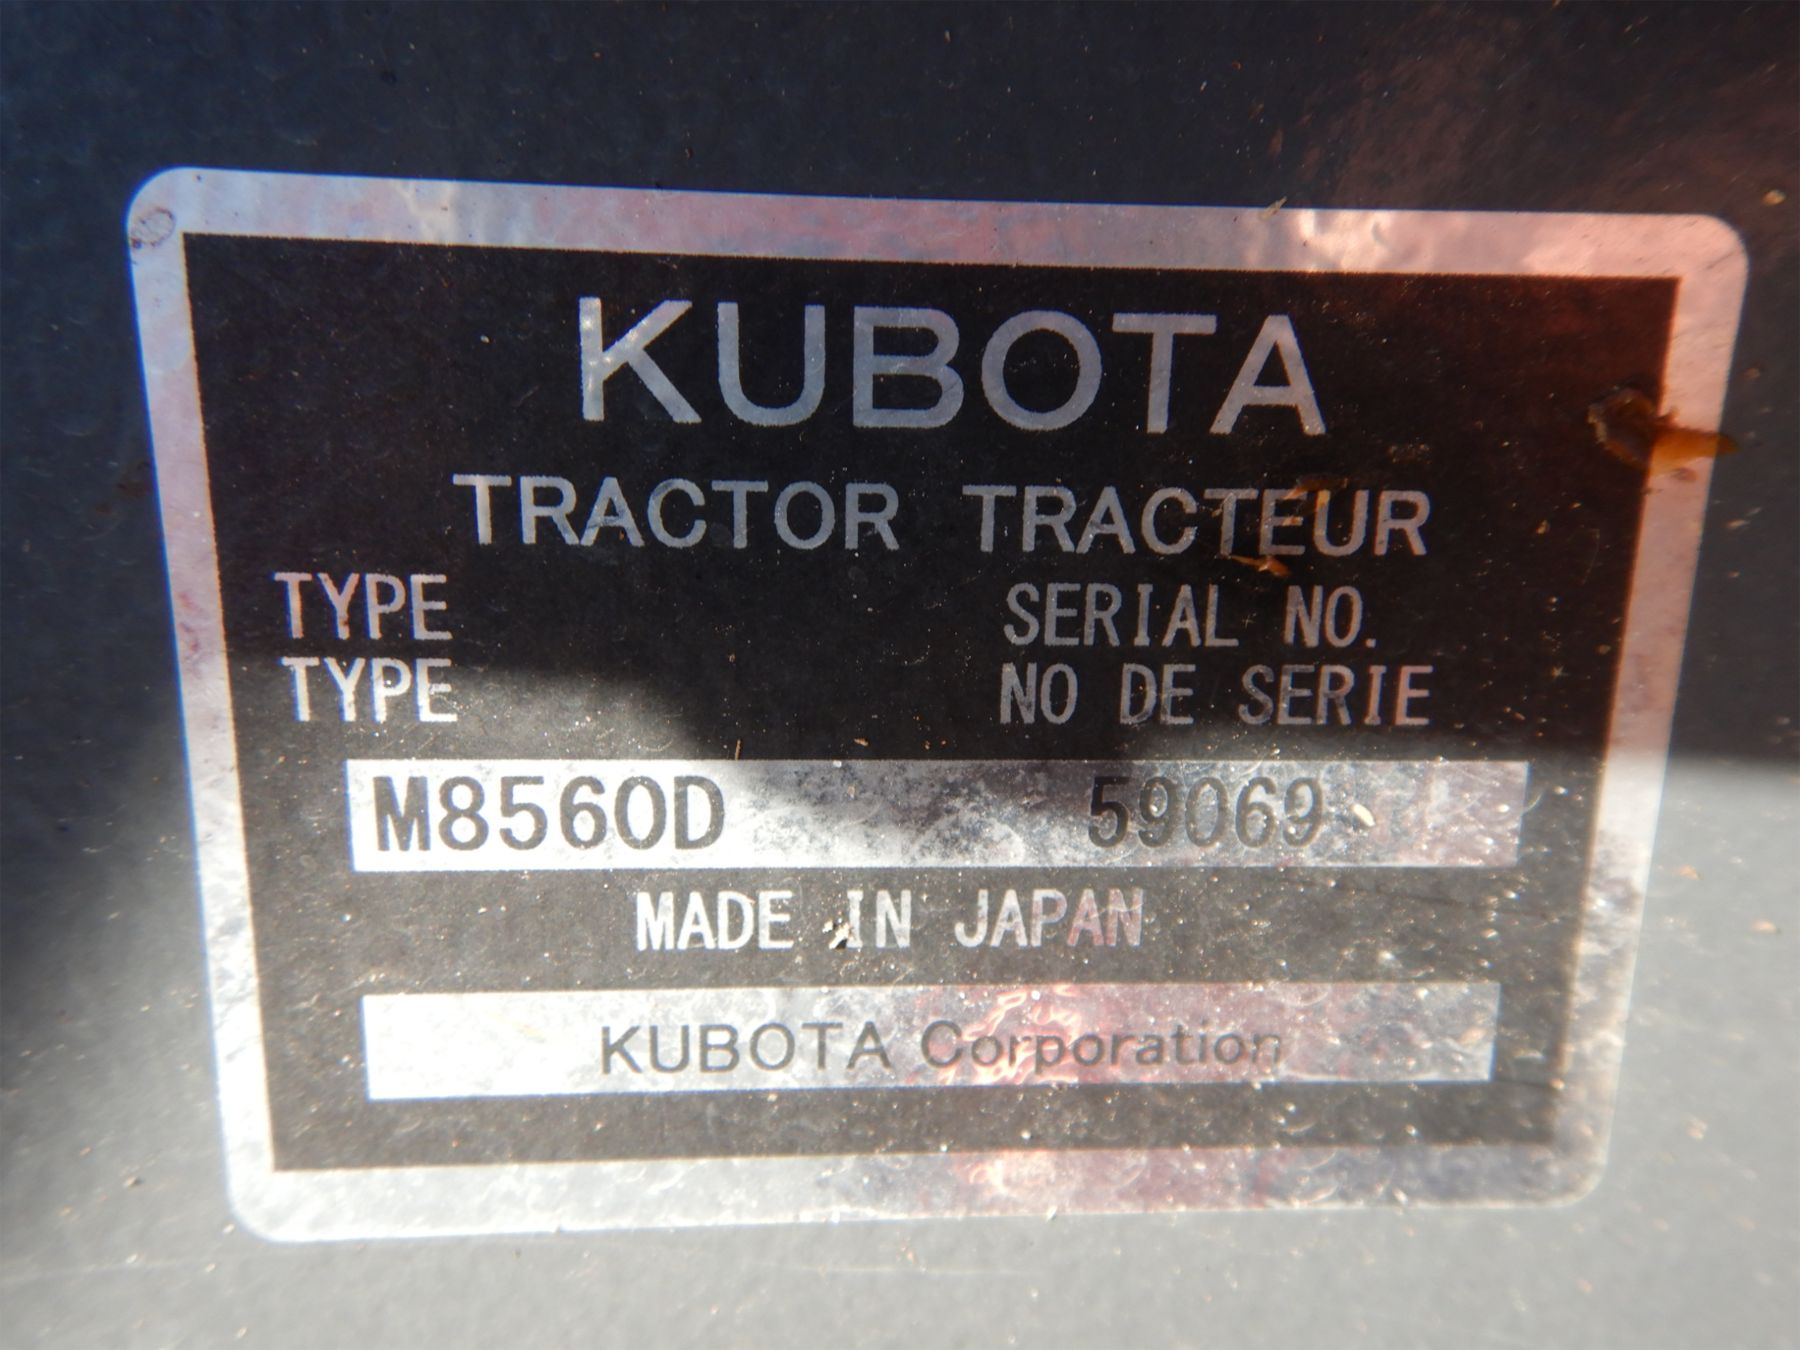 KUBOTA
TRACTOR TRACTEUR
TYPE SERIAL NO.
TYPE NO DE SERIE
M8560D 59069
MADE IN JAPAN
KUBOTA Corporation